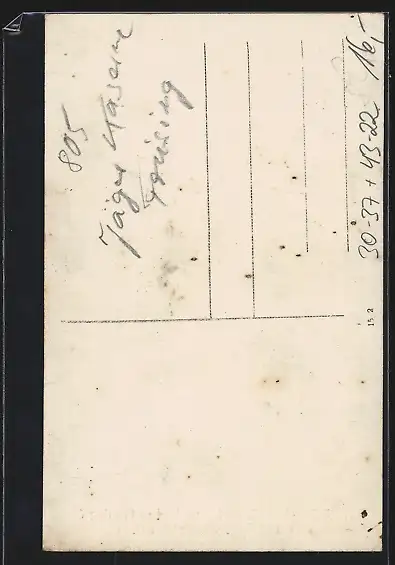 805
Jäger Kaserne
Freising
30-37 + 43-22 16,-
15 2